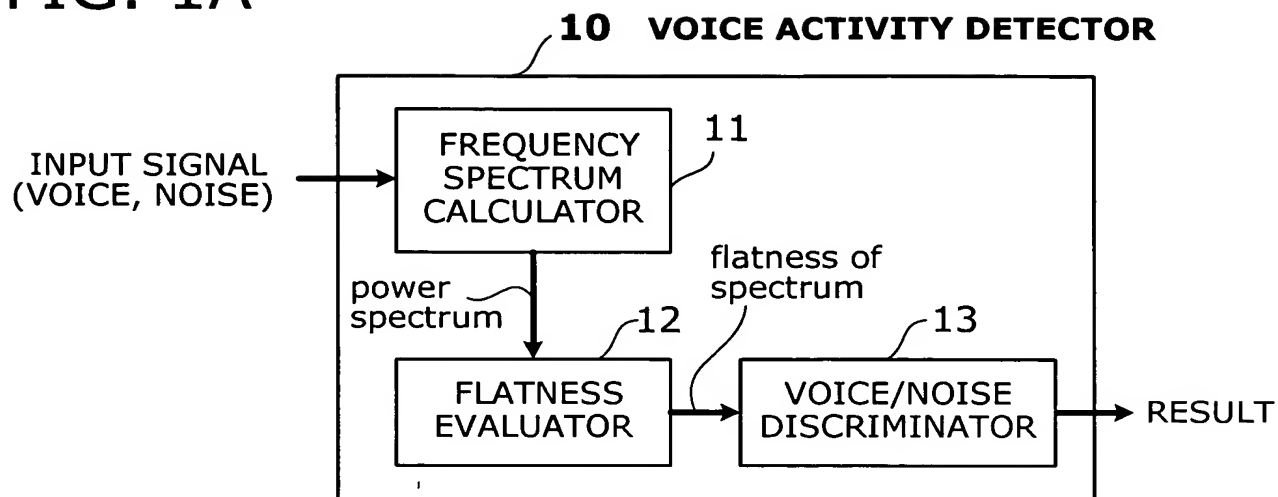 FIG. 1A
10 VOICE ACTIVITY DETECTOR
11
FREQUENCY
SPECTRUM
CALCULATOR
INPUT SIGNAL
(VOICE, NOISE)
flatness of
spectrum
power
spectrum
12
13
FLATNESS
EVALUATOR
VOICE/NOISE
DISCRIMINATOR
RESULT